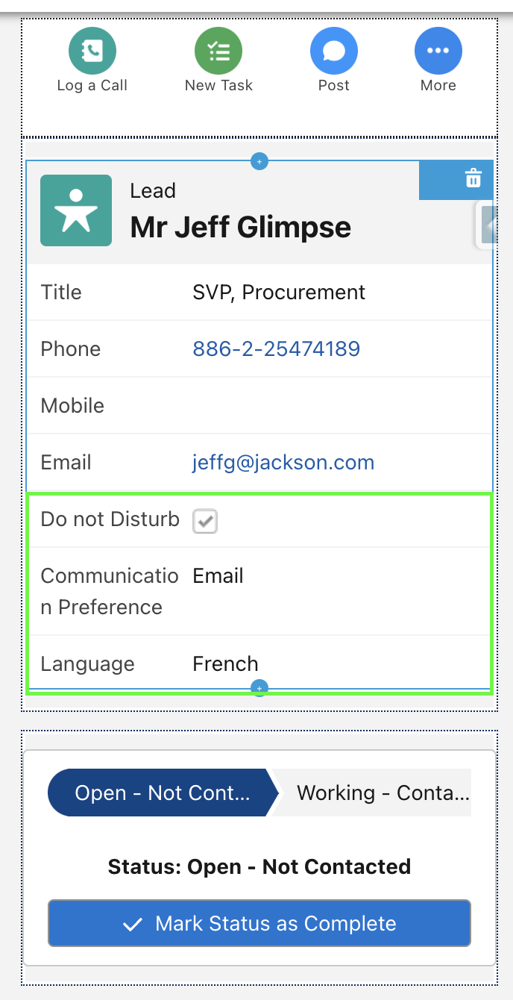 Log a Call New Task Post More
Lead
Mr Jeff Glimpse
Title SVP, Procurement
Phone 886-2-25474189
Mobile
Email jeffg@jackson.com
Do not Disturb
Communicatio Email
n Preference
Language French
Open - Not Cont... Working - Conta...
Status: Open - Not Contacted
Mark Status as Complete